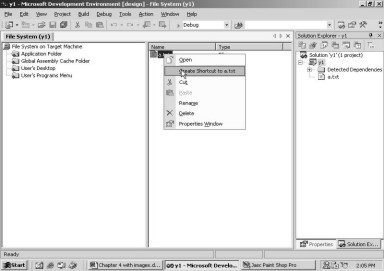 y1 - Microsoft Development Environment [design] - File System (y1)
File Edit View Project Build Debug Tools Action Window Help
Debug
File System (y1)
File System on Target Machine
Application Folder
Global Assembly Cache Folder
User's Desktop
User's Programs Menu
Name Type
Open
Create Shortcut to a.txt
Cut
Paste
Rename
Delete
Properties Window
Solution Explorer - y1
Solution 'y1' (1 project)
y1
Detected Dependencies
a.txt
Properties Solution Ex...
Ready
Start Chapter 4 with images.d... y1 - Microsoft Develo... Jasc Paint Shop Pro 2:05 PM